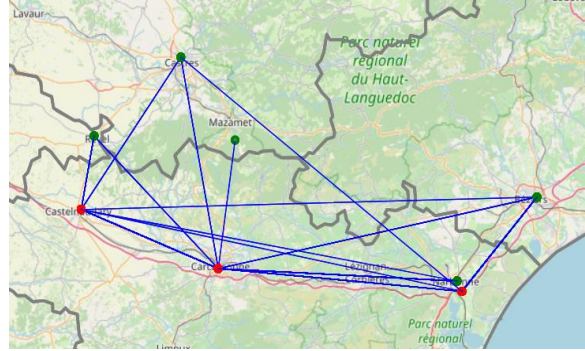 Lavaur
Parc naturel
régional
du Haut-
Languedoc
Castres
Mazamet
Revel
Castelnaudary
Béziers
Carcassonne
Lézignan-
Corbières
Narbonne
Parc naturel
régional
Limoux